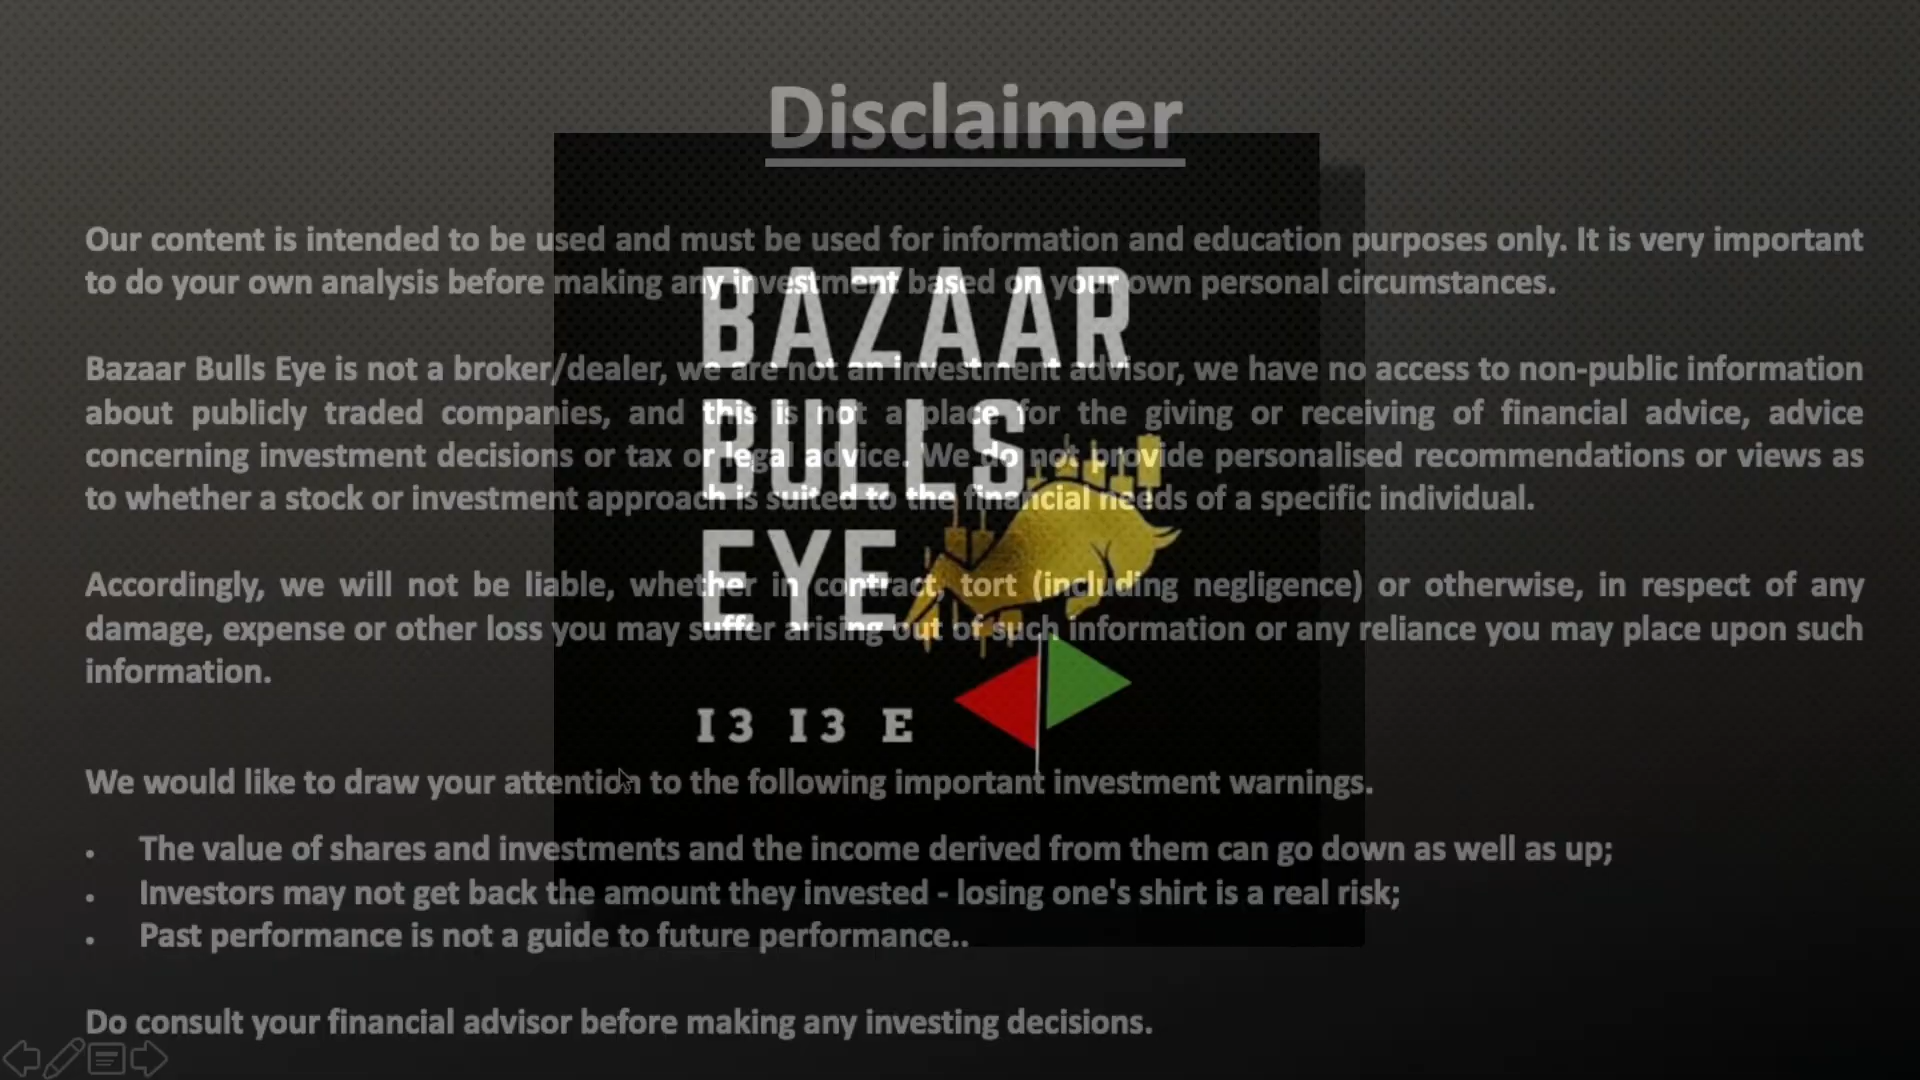 Disclaimer
Our content is intended to be used and must be used for information and education purposes only. It is very important
to do your own analysis before making any investment based on your own personal circumstances.
BAZAAR
Bazaar Bulls Eye is not a broker/dealer, we are not an investment advisor, we have no access to non-public information
about publicly traded companies, and this is not a place for the giving or receiving of financial advice, advice
BULLS
concerning investment decisions or tax or legal advice. We do not provide personalised recommendations or views as
to whether a stock or investment approach is suited to the financial needs of a specific individual.
EYE
Accordingly, we will not be liable, whether in contract, tort (including negligence) or otherwise, in respect of any
damage, expense or other loss you may suffer arising out of such information or any reliance you may place upon such
information.
I3 I3 E
We would like to draw your attention to the following important investment warnings.
• The value of shares and investments and the income derived from them can go down as well as up;
• Investors may not get back the amount they invested - losing one's shirt is a real risk;
• Past performance is not a guide to future performance..
Do consult your financial advisor before making any investing decisions.